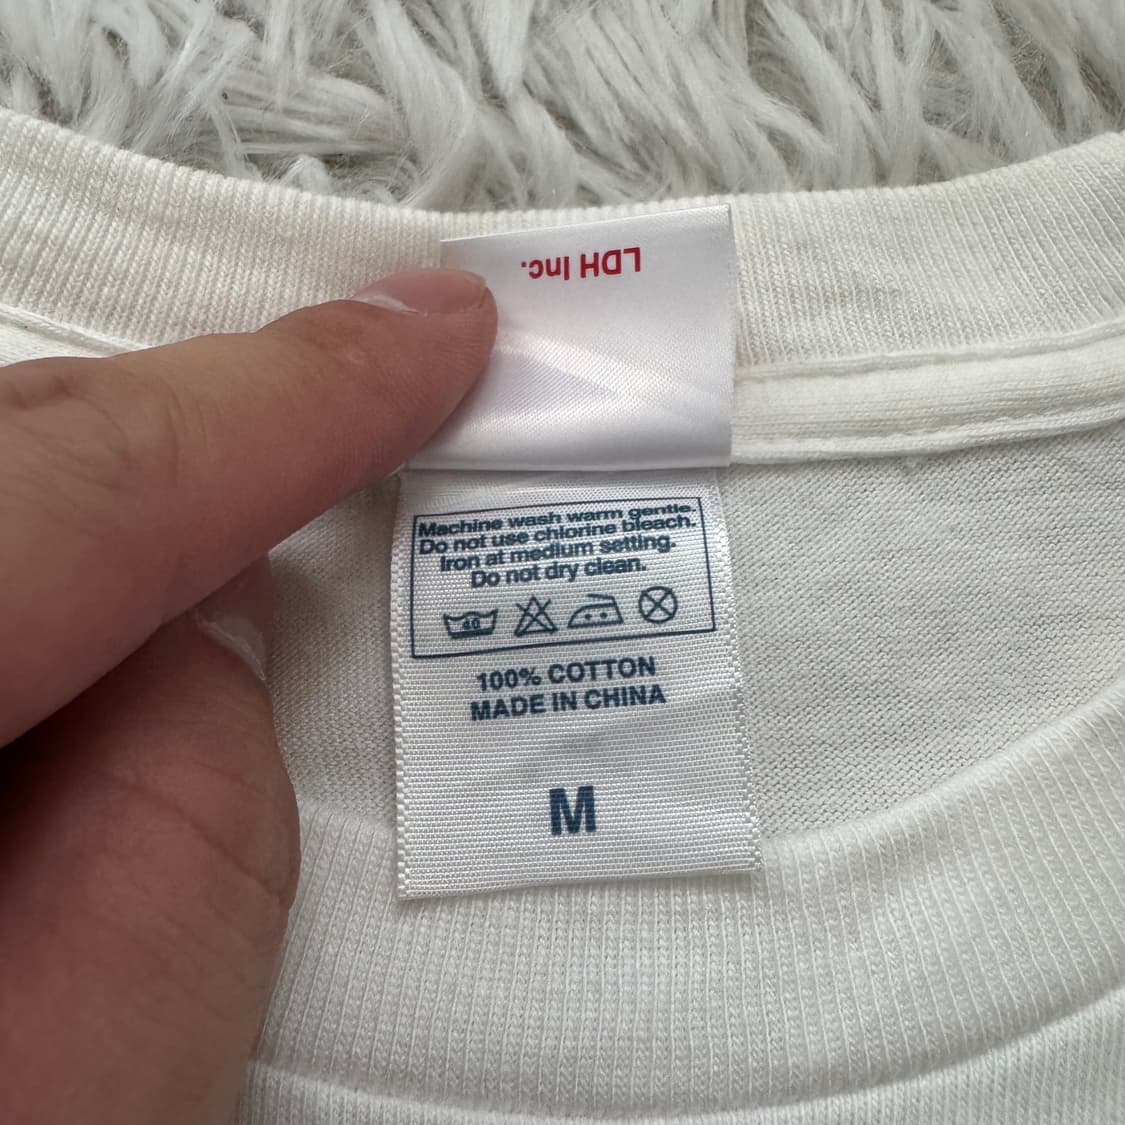 LDH Inc.
Machine wash warm gentle.
Do not use chlorine bleach.
Iron at medium setting.
Do not dry clean.
40
100% COTTON
MADE IN CHINA
M